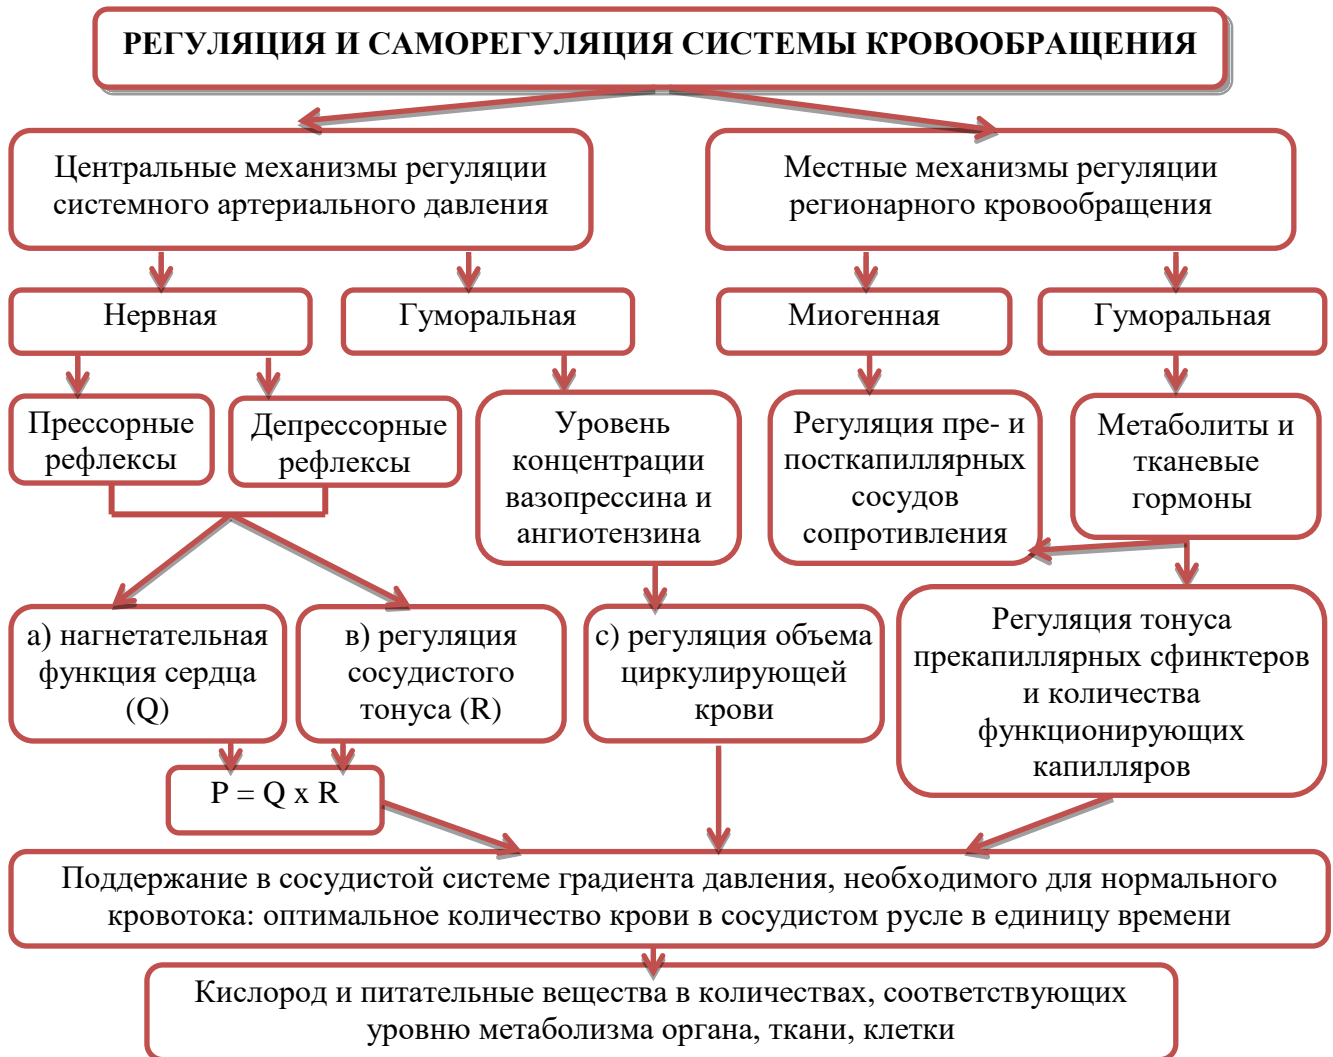 РЕГУЛЯЦИЯ И САМОРЕГУЛЯЦИЯ СИСТЕМЫ КРОВООБРАЩЕНИЯ
Центральные механизмы регуляции
системного артериального давления
Местные механизмы регуляции
регионарного кровообращения
Нервная
Гуморальная
Миогенная
Гуморальная
Прессорные
рефлексы
Депрессорные
рефлексы
Уровень
концентрации
вазопрессина и
ангиотензина
Регуляция пре- и
посткапиллярных
сосудов
сопротивления
Метаболиты и
тканевые
гормоны
а) нагнетательная
функция сердца
(Q)
в) регуляция
сосудистого
тонуса (R)
с) регуляция объема
циркулирующей
крови
Регуляция тонуса
прекапиллярных сфинктеров
и количества
функционирующих
капилляров
P = Q x R
Поддержание в сосудистой системе градиента давления, необходимого для нормального
кровотока: оптимальное количество крови в сосудистом русле в единицу времени
Кислород и питательные вещества в количествах, соответствующих
уровню метаболизма органа, ткани, клетки